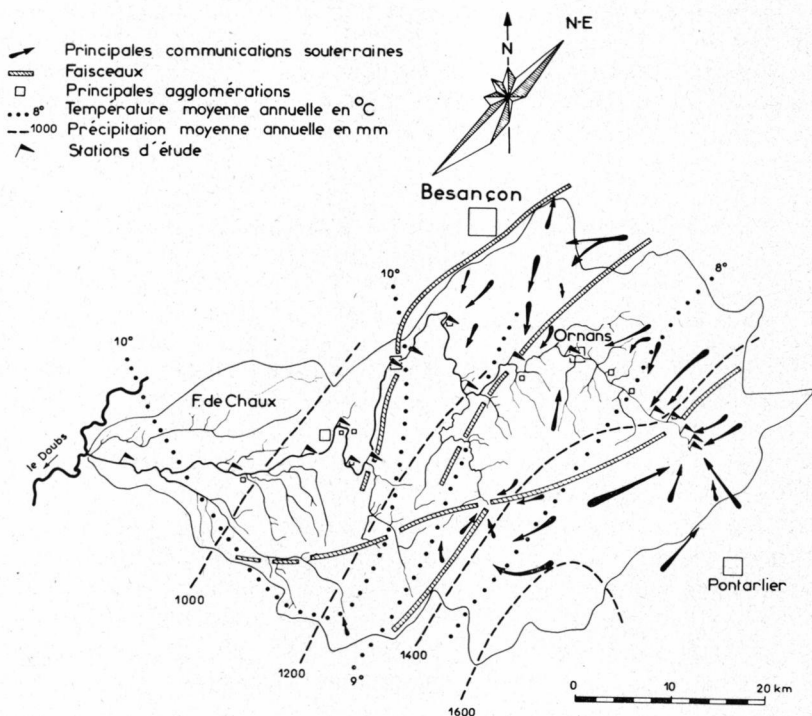 N-E
N
Principales communications souterraines
Faisceaux
Principales agglomérations
8° Température moyenne annuelle en °C
1000 Précipitation moyenne annuelle en mm
Stations d'étude
Besançon
10°
8°
10°
Ornans
F. de Chaux
le Doubs
Pontarlier
1000
1200
1400
9°
1600
0 10 20 km